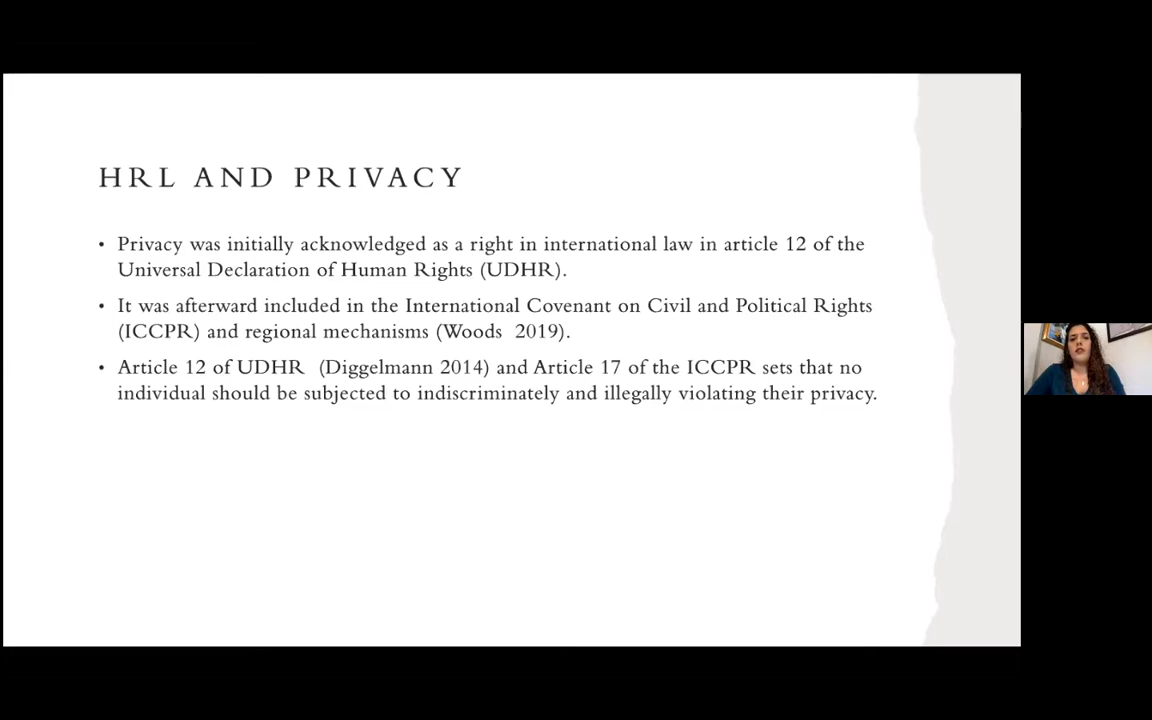 HRL AND PRIVACY
• Privacy was initially acknowledged as a right in international law in article 12 of the
Universal Declaration of Human Rights (UDHR).
• It was afterward included in the International Covenant on Civil and Political Rights
(ICCPR) and regional mechanisms (Woods 2019).
• Article 12 of UDHR (Diggelmann 2014) and Article 17 of the ICCPR sets that no
individual should be subjected to indiscriminately and illegally violating their privacy.